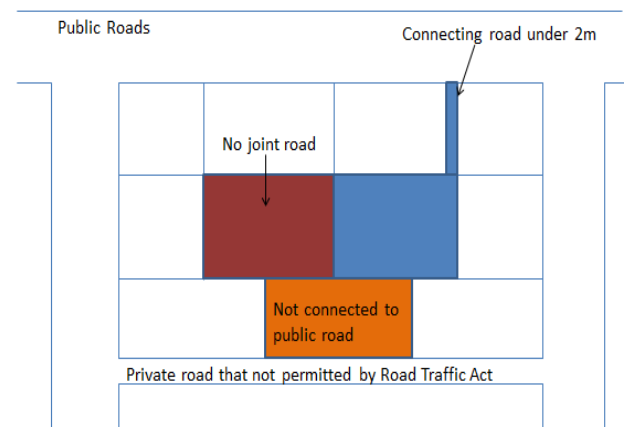 Public Roads
Connecting road under 2m
No joint road
Not connected to
public road
Private road that not permitted by Road Traffic Act